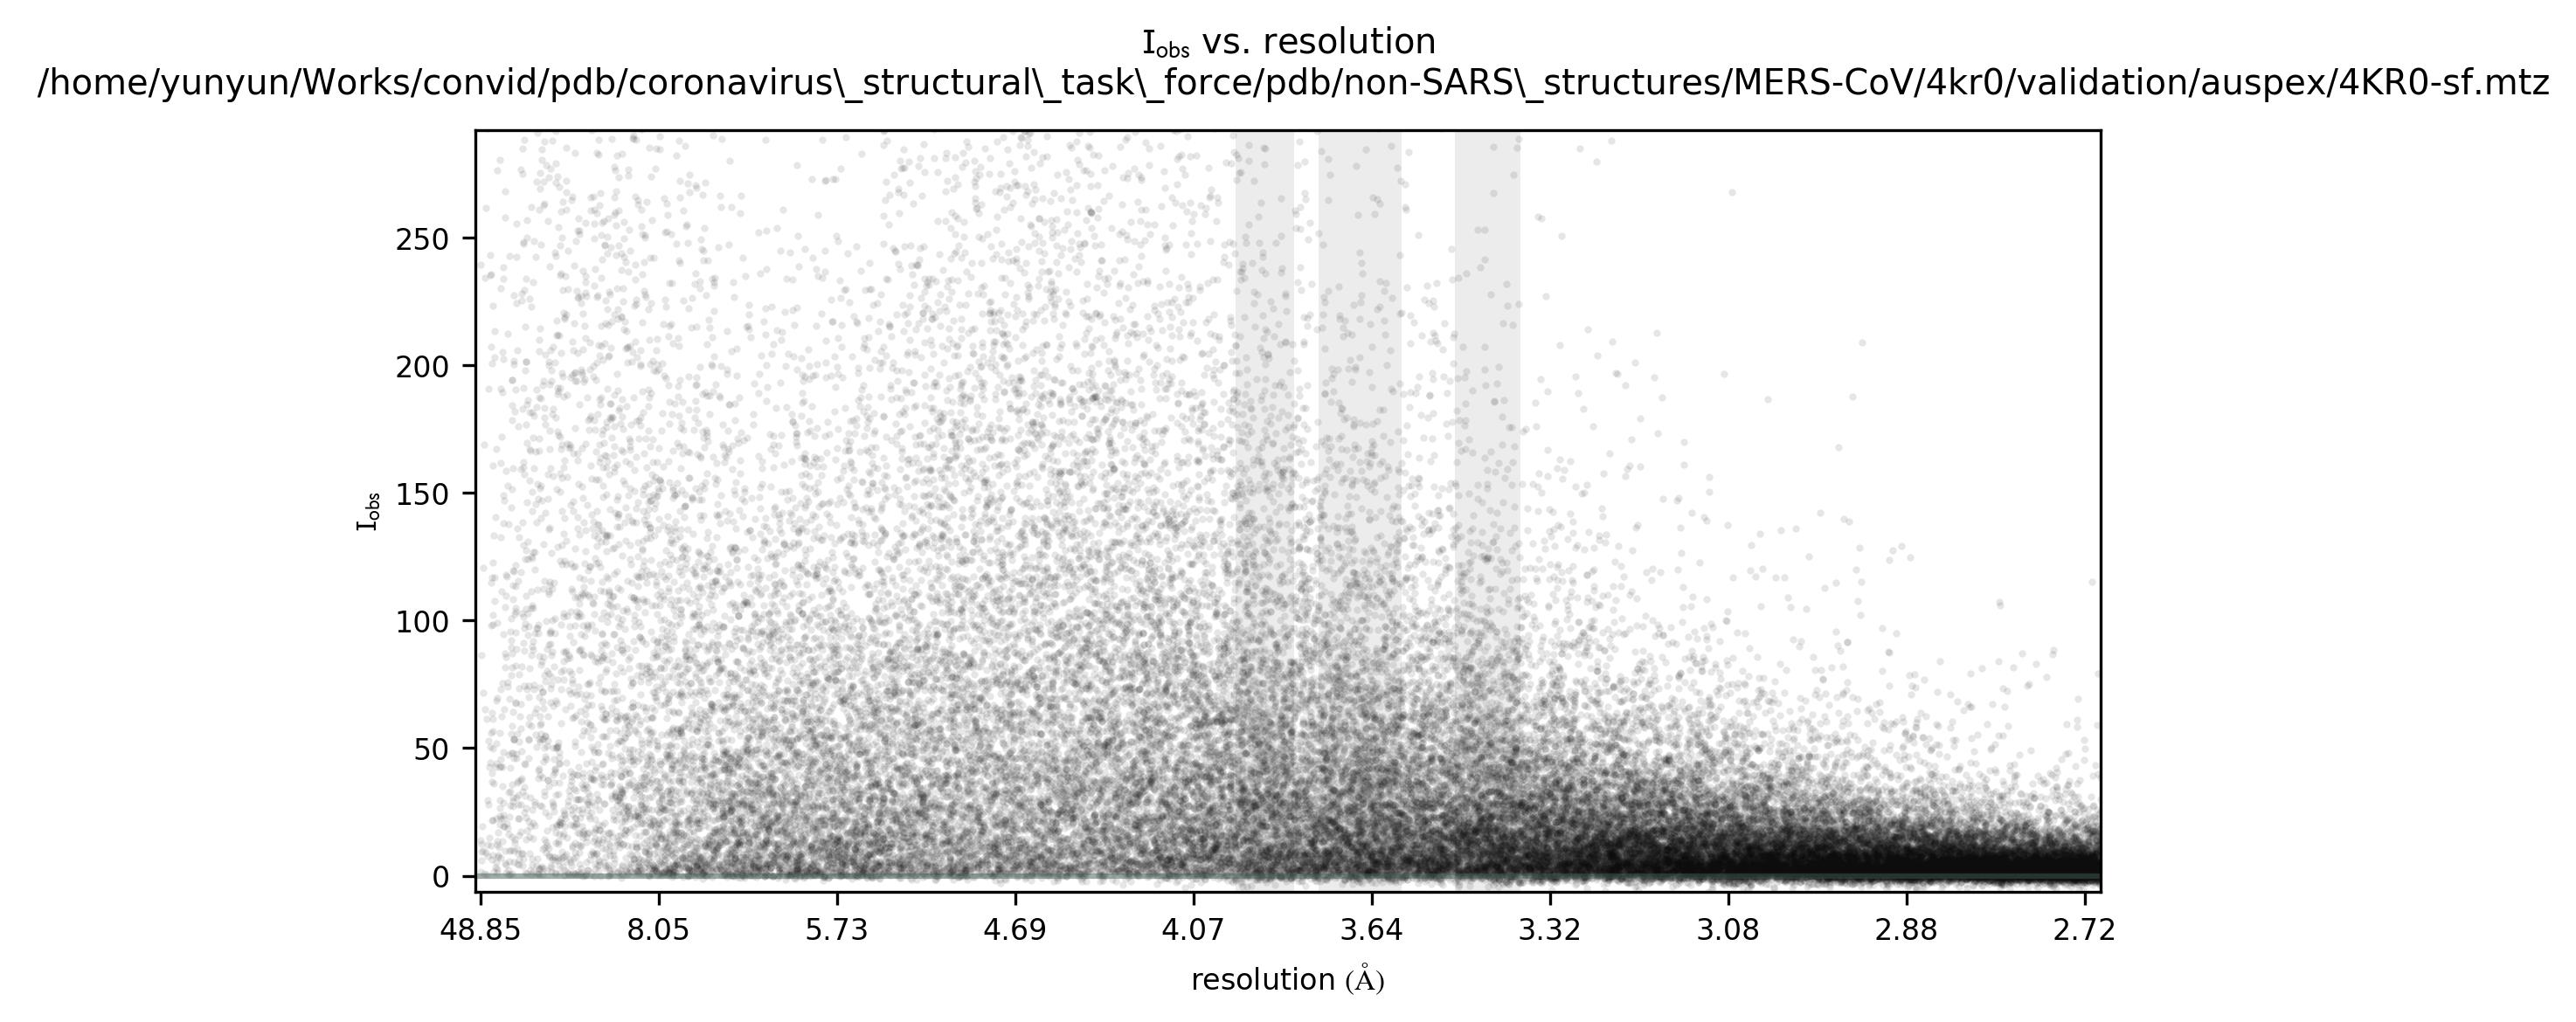 I_obs vs. resolution
/home/yunyun/Works/convid/pdb/coronavirus\_structural\_task\_force/pdb/non-SARS\_structures/MERS-CoV/4kr0/validation/auspex/4KR0-sf.mtz
I_obs
250
200
150
100
50
0
48.85 8.05 5.73 4.69 4.07 3.64 3.32 3.08 2.88 2.72
resolution (Å)